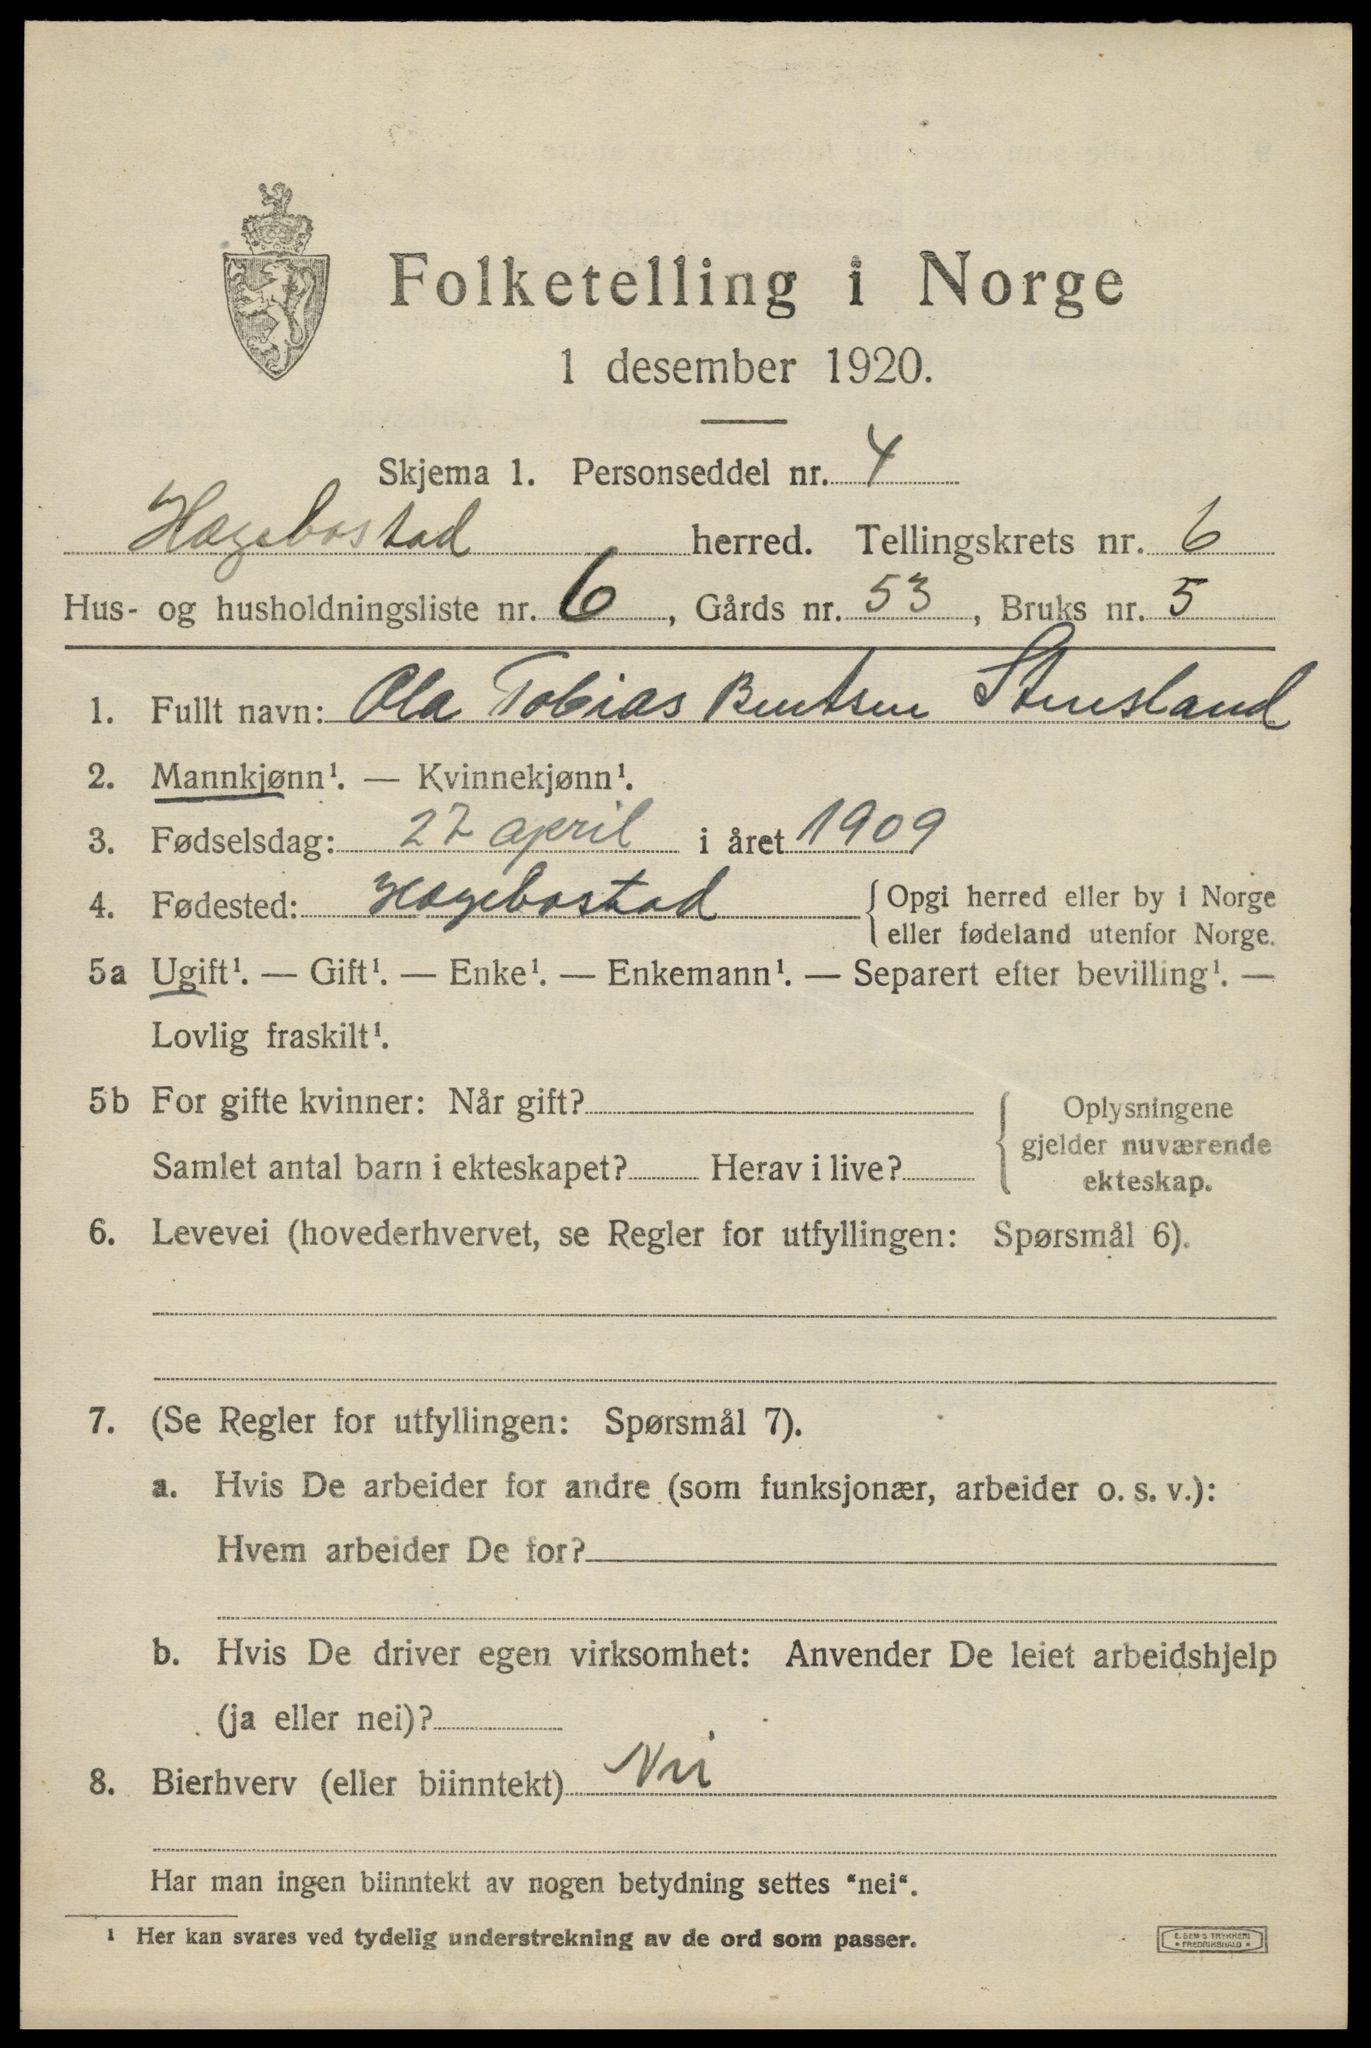 Folketelling i Norge
1 desember 1920.
Skjema 1. Personseddel nr. 4
Hægebostad herred. Tellingskrets nr. 6
Hus- og husholdningsliste nr. 6, Gårds nr. 53, Bruks nr. 5
1. Fullt navn: Ola Tobias Bentsen Stensland
2. Mannkjønn¹. — Kvinnekjønn¹.
3. Fødselsdag: 27 april i året 1909
4. Fødested: Hægebostad { Opgi herred eller by i Norge
eller fødeland utenfor Norge.
5a Ugift¹. — Gift¹. — Enke¹. — Enkemann¹. — Separert efter bevilling¹. —
Lovlig fraskilt¹.
5b For gifte kvinner: Når gift? { Oplysningene
gjelder nuværende
Samlet antal barn i ekteskapet? Herav i live? ekteskap.
6. Levevei (hovederhvervet, se Regler for utfyllingen: Spørsmål 6).
7. (Se Regler for utfyllingen: Spørsmål 7).
a. Hvis De arbeider for andre (som funksjonær, arbeider o. s. v.):
Hvem arbeider De for?
b. Hvis De driver egen virksomhet: Anvender De leiet arbeidshjelp
(ja eller nei)?
8. Bierhverv (eller biinntekt) Nei
Har man ingen biinntekt av nogen betydning settes "nei".
¹ Her kan svares ved tydelig understrekning av de ord som passer.
E. SEM'S TRYKKERI
• FREDRIKSHALD •